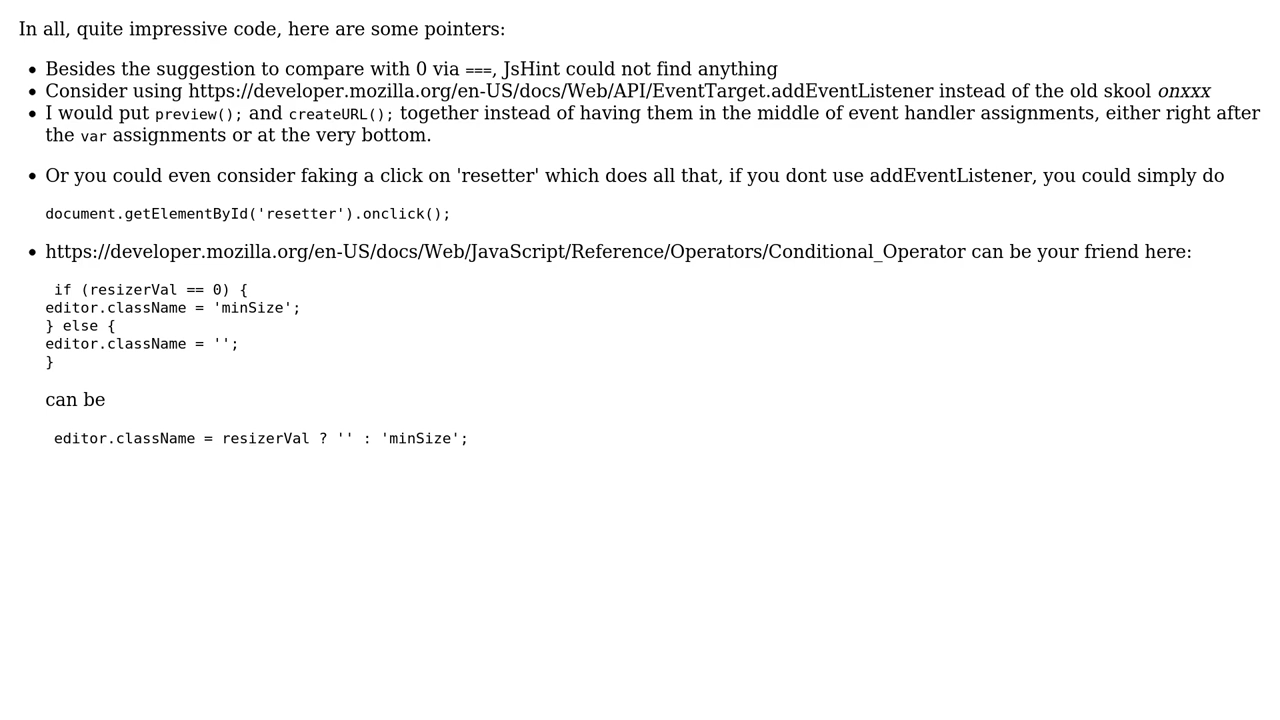 In all, quite impressive code, here are some pointers:
• Besides the suggestion to compare with 0 via ===, JsHint could not find anything
• Consider using https://developer.mozilla.org/en-US/docs/Web/API/EventTarget.addEventListener instead of the old skool onxxx
• I would put preview(); and createURL(); together instead of having them in the middle of event handler assignments, either right after
the var assignments or at the very bottom.
• Or you could even consider faking a click on 'resetter' which does all that, if you dont use addEventListener, you could simply do
document.getElementById('resetter').onclick();
• https://developer.mozilla.org/en-US/docs/Web/JavaScript/Reference/Operators/Conditional_Operator can be your friend here:
if (resizerVal == 0) {
editor.className = 'minSize';
} else {
editor.className = '';
}
can be
editor.className = resizerVal ? '' : 'minSize';